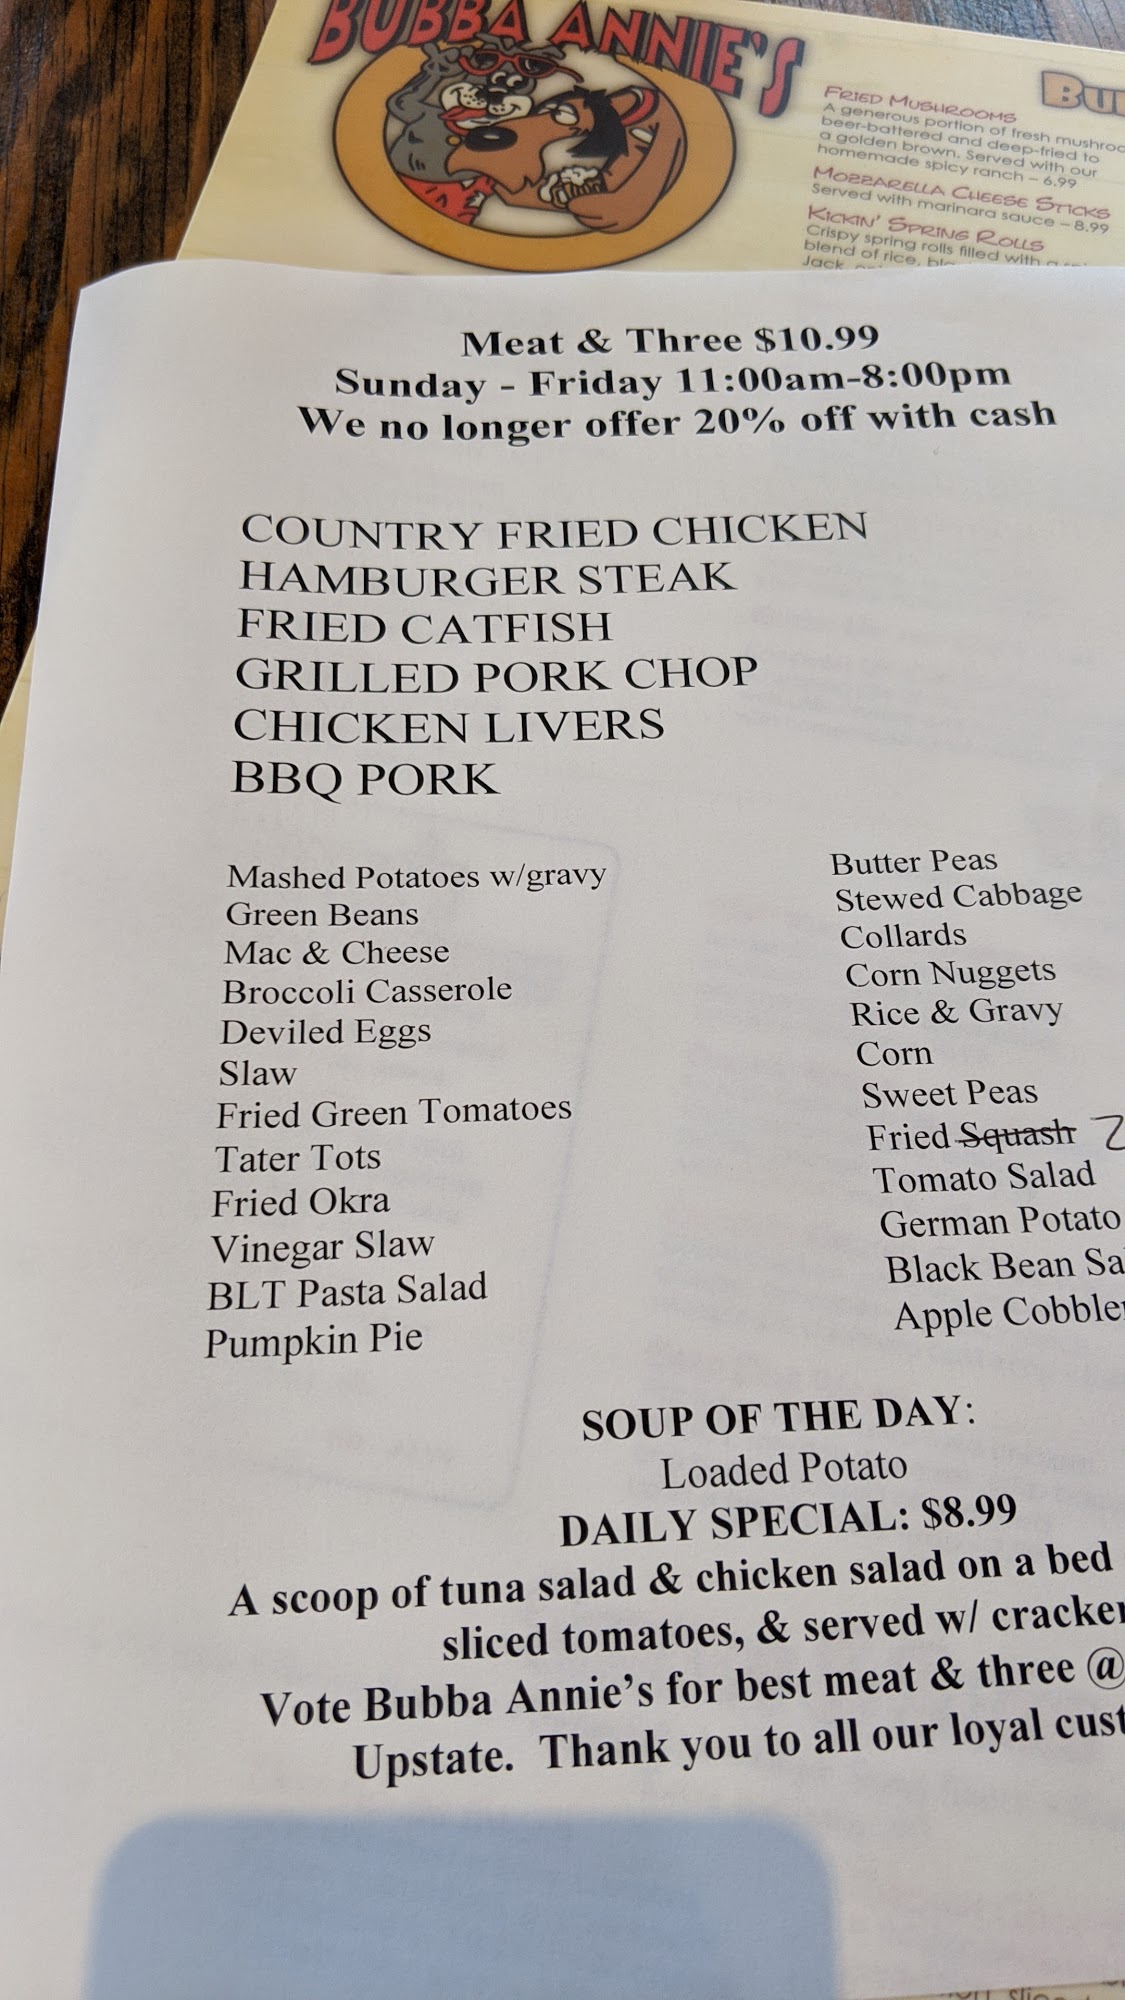 BUBBA ANNIE'S
FRIED MUSHROOMS
A generous portion of fresh
beer-battered and deep-fried to
a golden brown. Served with our
homemade spicy ranch – 6.99
MOZZARELLA CHEESE STICKS
Served with marinara sauce – 8.99
KICKIN' SPRING ROLLS
Crispy spring rolls filled with
blend of rice,
Jack
Meat & Three $10.99
Sunday - Friday 11:00am-8:00pm
We no longer offer 20% off with cash
COUNTRY FRIED CHICKEN
HAMBURGER STEAK
FRIED CATFISH
GRILLED PORK CHOP
CHICKEN LIVERS
BBQ PORK
Mashed Potatoes w/gravy
Green Beans
Mac & Cheese
Broccoli Casserole
Deviled Eggs
Slaw
Fried Green Tomatoes
Tater Tots
Fried Okra
Vinegar Slaw
BLT Pasta Salad
Pumpkin Pie
Butter Peas
Stewed Cabbage
Collards
Corn Nuggets
Rice & Gravy
Corn
Sweet Peas
Fried Squash
Tomato Salad
German Potato
Black Bean
Apple Cobbler
SOUP OF THE DAY:
Loaded Potato
DAILY SPECIAL: $8.99
A scoop of tuna salad & chicken salad on a bed
sliced tomatoes, & served w/
Vote Bubba Annie's for best meat & three @
Upstate. Thank you to all our loyal